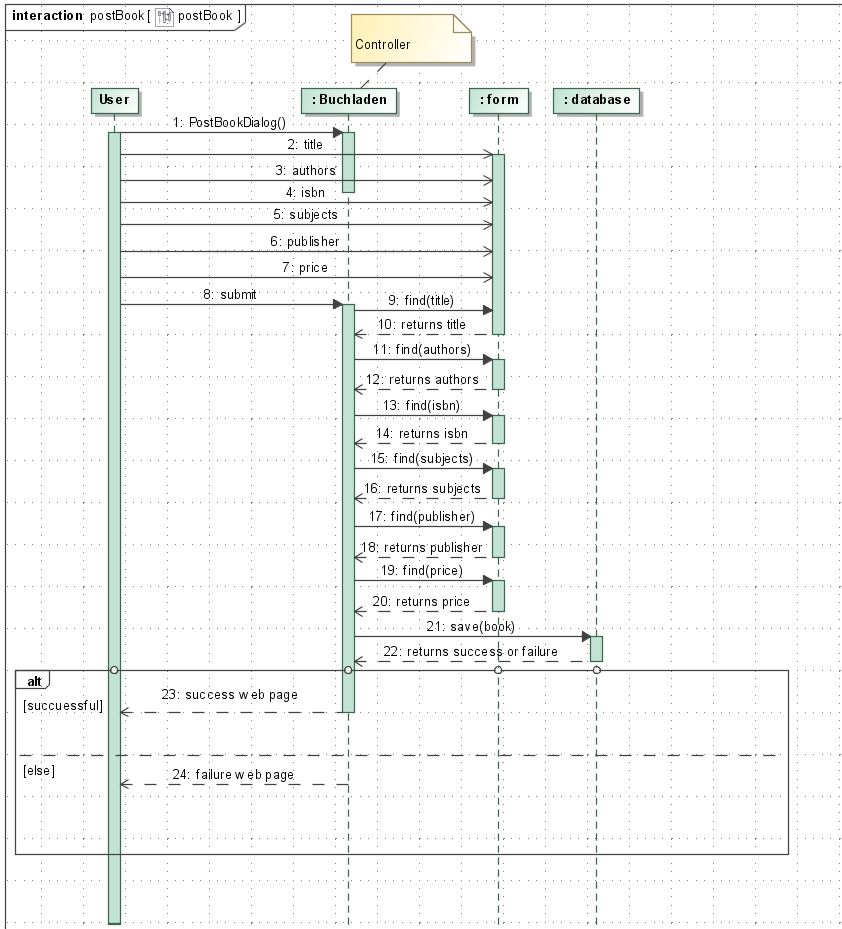 interaction postBook [ postBook ]
Controller
User
: Buchladen
: form
: database
1: PostBookDialog()
2: title
3: authors
4: isbn
5: subjects
6: publisher
7: price
8: submit
9: find(title)
10: returns title
11: find(authors)
12: returns authors
13: find(isbn)
14: returns isbn
15: find(subjects)
16: returns subjects
17: find(publisher)
18: returns publisher
19: find(price)
20: returns price
21: save(book)
22: returns success or failure
alt
23: success web page
[succuessful]
[else]
24: failure web page